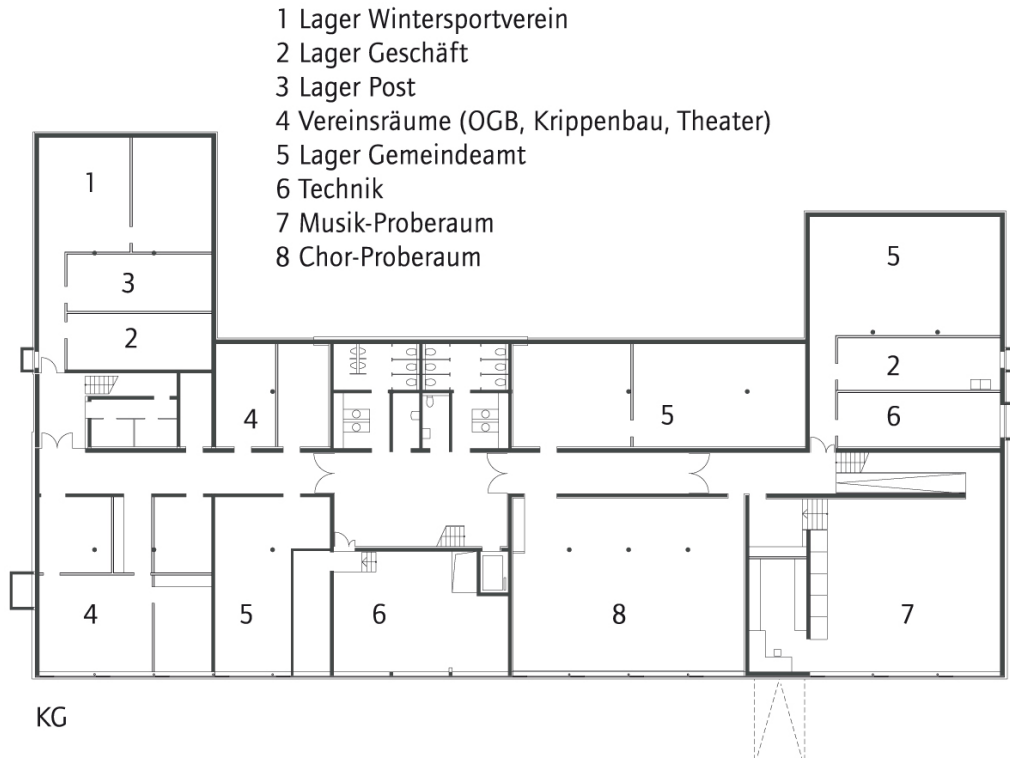 1 Lager Wintersportverein
2 Lager Geschäft
3 Lager Post
4 Vereinsräume (OGB, Krippenbau, Theater)
5 Lager Gemeindeamt
6 Technik
7 Musik-Proberaum
8 Chor-Proberaum
1
5
3
2
2
4
5
6
4
5
6
8
7
KG